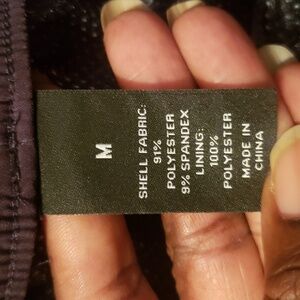 M
SHELL FABRIC:
91%
POLYESTER
9% SPANDEX
LINING:
100%
POLYESTER
MADE IN
CHINA